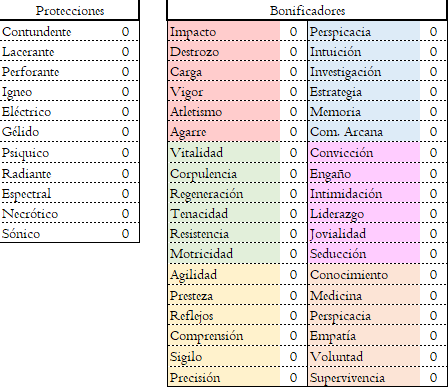 Protecciones Bonificadores
Contundente 0 Impacto 0 Perspicacia 0
Lacerante 0 Destrozo 0 Intuición 0
Perforante 0 Carga 0 Investigación 0
Igneo 0 Vigor 0 Estrategia 0
Eléctrico 0 Atletismo 0 Memoria 0
Gélido 0 Agarre 0 Com. Arcana 0
Psiquico 0 Vitalidad 0 Convicción 0
Radiante 0 Corpulencia 0 Engaño 0
Espectral 0 Regeneración 0 Intimidación 0
Necrótico 0 Tenacidad 0 Liderazgo 0
Sónico 0 Resistencia 0 Jovialidad 0
Motricidad 0 Seducción 0
Agilidad 0 Conocimiento 0
Presteza 0 Medicina 0
Reflejos 0 Perspicacia 0
Comprensión 0 Empatía 0
Sigilo 0 Voluntad 0
Precisión 0 Supervivencia 0